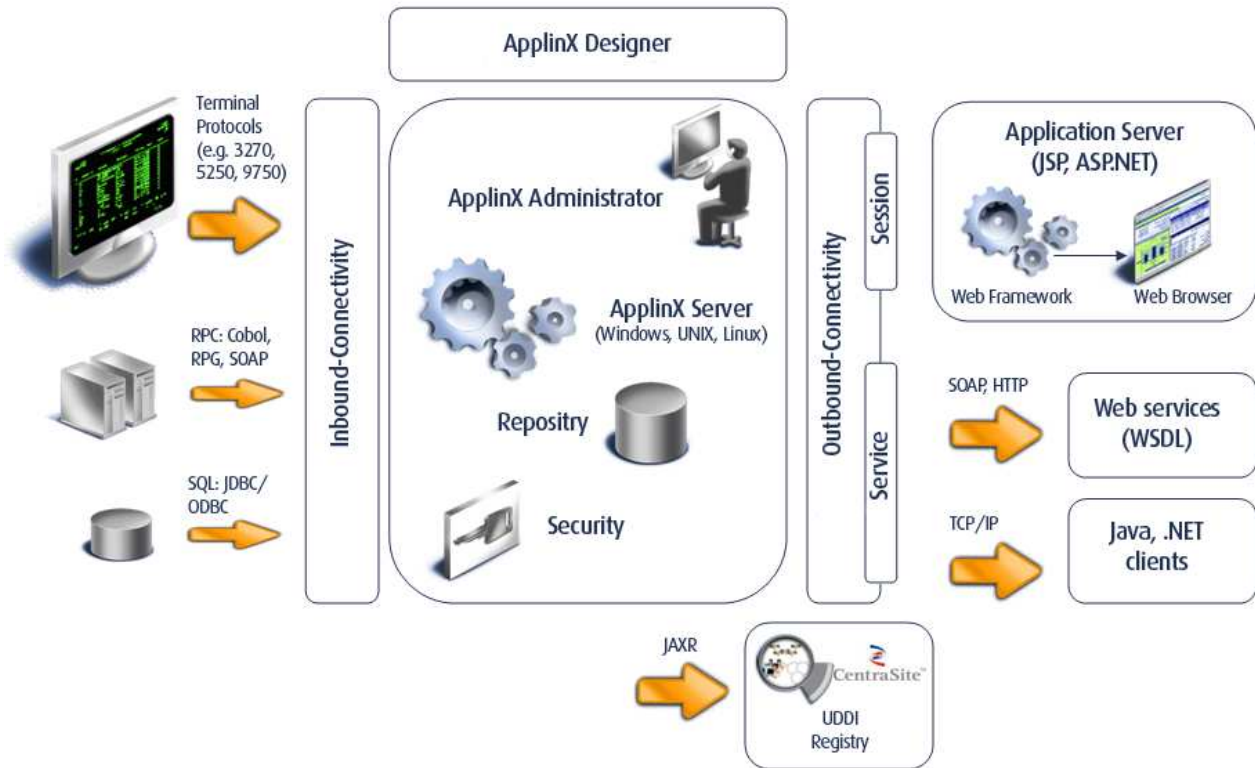 ApplinX Designer
Terminal
Protocols
(e.g. 3270,
5250, 9750)
RPC: Cobol,
RPG, SOAP
SQL: JDBC/
ODBC
Inbound-Connectivity
ApplinX Administrator
ApplinX Server
(Windows, UNIX, Linux)
Repositry
Security
Outbound-Connectivity
Session
Service
Application Server
(JSP, ASP.NET)
Web Framework
Web Browser
SOAP, HTTP
Web services
(WSDL)
TCP/IP
Java, .NET
clients
JAXR
CentraSite™
UDDI
Registry